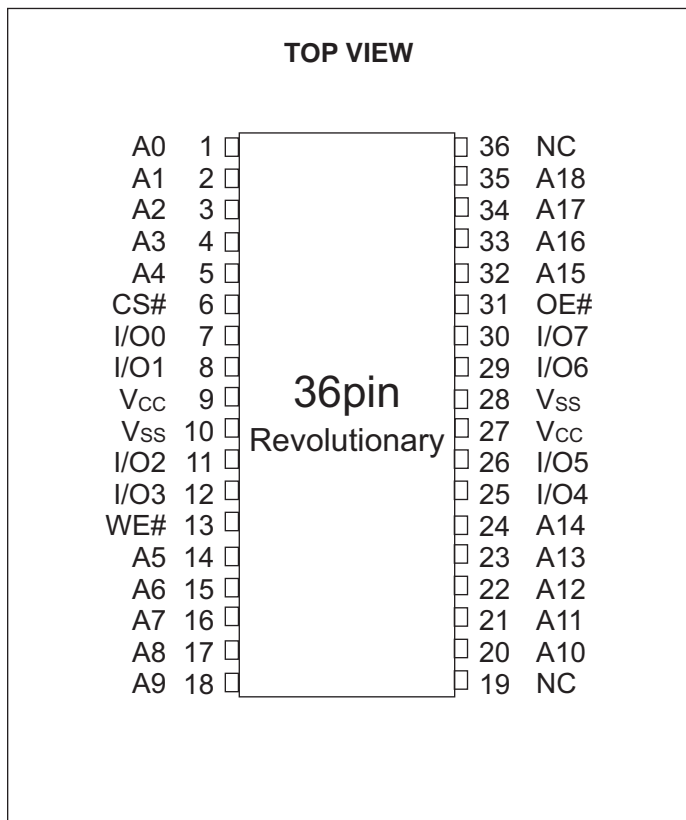 TOP VIEW
A0 1 36 NC
A1 2 35 A18
A2 3 34 A17
A3 4 33 A16
A4 5 32 A15
CS# 6 31 OE#
I/O0 7 30 I/O7
I/O1 8 29 I/O6
VCC 9 28 VSS
VSS 10 27 VCC
I/O2 11 26 I/O5
I/O3 12 25 I/O4
WE# 13 24 A14
A5 14 23 A13
A6 15 22 A12
A7 16 21 A11
A8 17 20 A10
A9 18 19 NC
36pin
Revolutionary